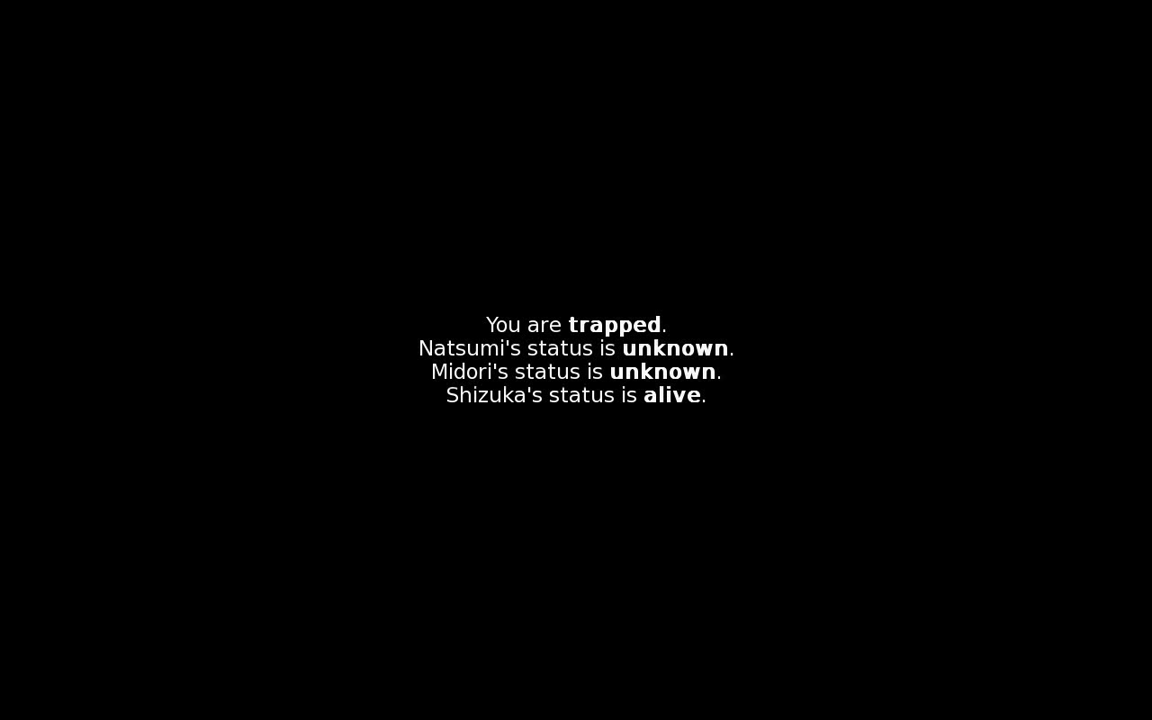 You are trapped.
Natsumi's status is unknown.
Midori's status is unknown.
Shizuka's status is alive.